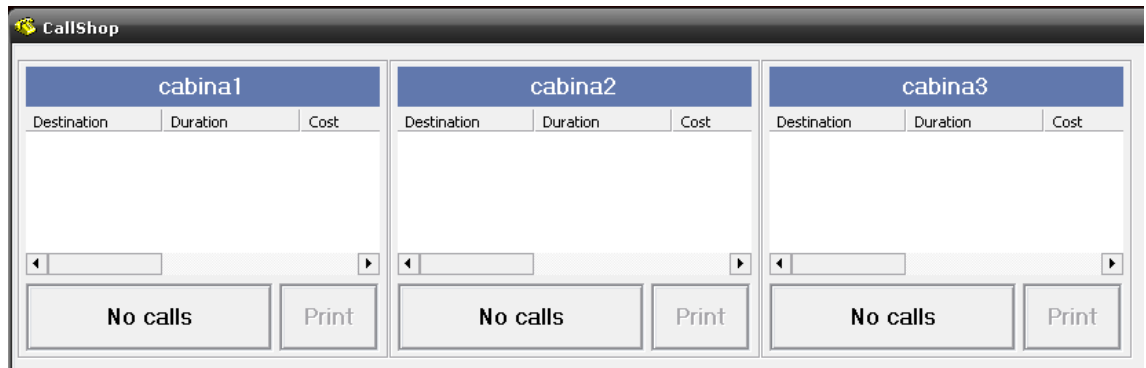 CallShop
cabina1 cabina2 cabina3
Destination Duration Cost Destination Duration Cost Destination Duration Cost
No calls Print No calls Print No calls Print